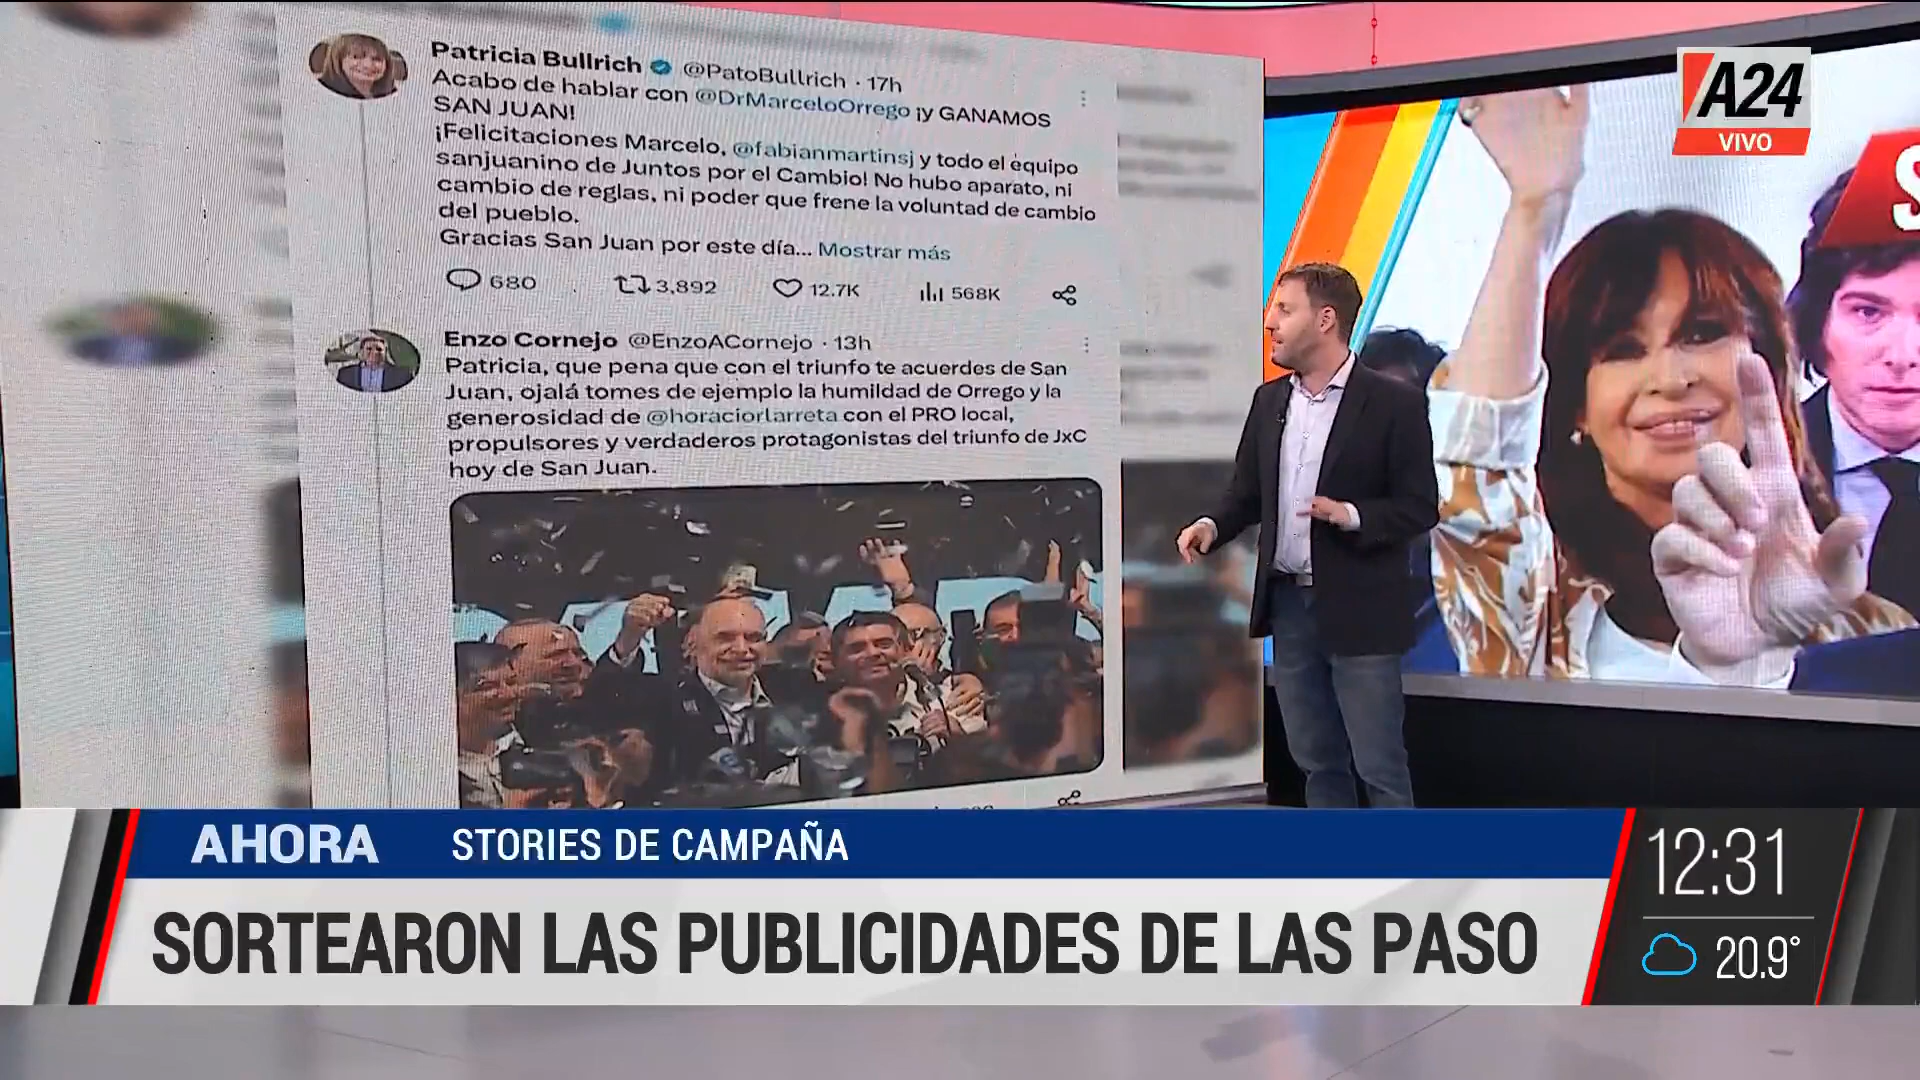 Patricia Bullrich @PatoBullrich · 17h
Acabo de hablar con @DrMarceloOrrego ¡y GANAMOS
SAN JUAN!
¡Felicitaciones Marcelo, @fabianmartinsj y todo el equipo
sanjuanino de Juntos por el Cambio! No hubo aparato, ni
cambio de reglas, ni poder que frene la voluntad de cambio
del pueblo.
Gracias San Juan por este día... Mostrar más
680 3,892 12.7K 568K
Enzo Cornejo @EnzoACornejo · 13h
Patricia, que pena que con el triunfo te acuerdes de San
Juan, ojalá tomes de ejemplo la humildad de Orrego y la
generosidad de @horaciorlarreta con el PRO local,
propulsores y verdaderos protagonistas del triunfo de JxC
hoy de San Juan.
A24
VIVO
S
AHORA STORIES DE CAMPAÑA
SORTEARON LAS PUBLICIDADES DE LAS PASO
12:31
20.9°